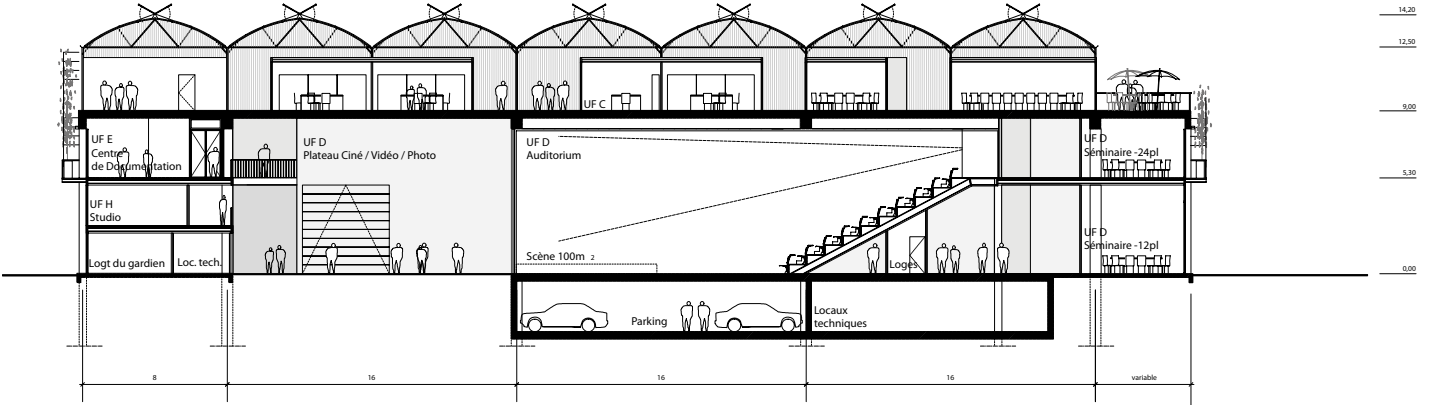 14,20
12,50
UF C
9,00
UF E
Centre
de Documentation
UF D
Plateau Ciné / Vidéo / Photo
UF D
Auditorium
UF D
Séminaire -24pl
5,30
UF H
Studio
UF D
Séminaire -12pl
Logt du gardien
Loc. tech.
Scène 100m 2
Loges
0,00
Parking
Locaux
techniques
8
16
16
16
variable